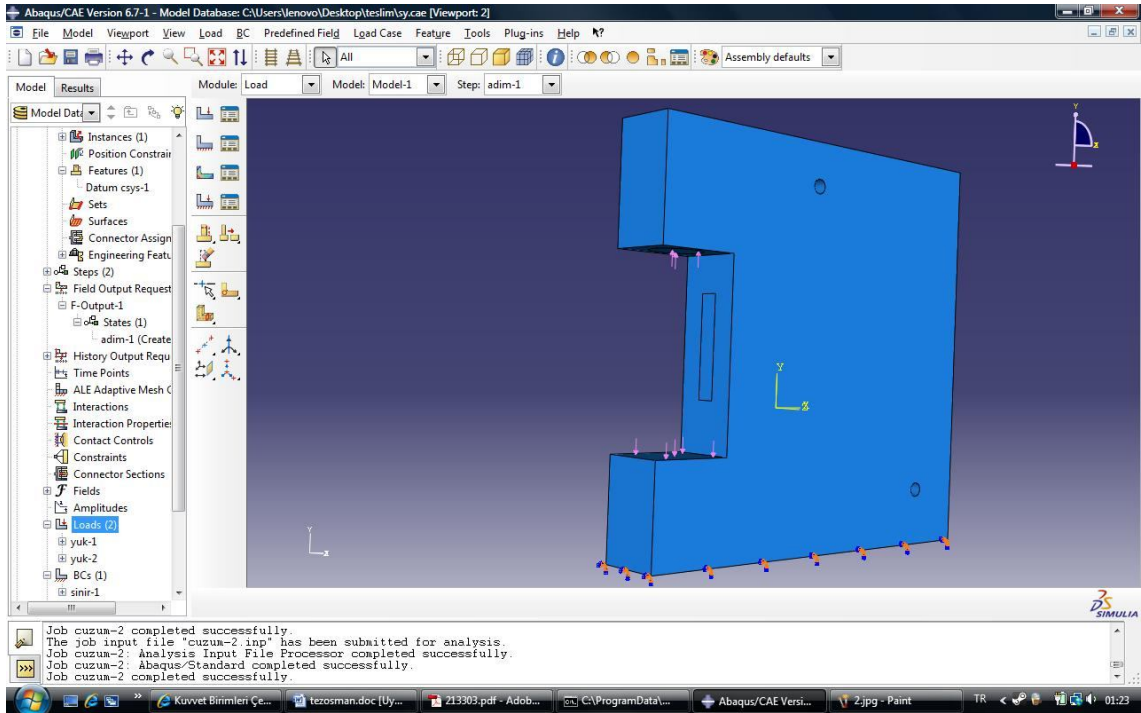 Abaqus/CAE Version 6.7-1 - Model Database: C:\Users\lenovo\Desktop\teslim\sy.cae [Viewport: 2]
File Model Viewport View Load BC Predefined Field Load Case Feature Tools Plug-ins Help
All Assembly defaults
Model Results Module: Load Model: Model-1 Step: adim-1
Model Data
Instances (1)
Position Constrair
Features (1)
Datum csys-1
Sets
Surfaces
Connector Assign
Engineering Featu
Steps (2)
Field Output Request
F-Output-1
States (1)
adim-1 (Create
History Output Requ
Time Points
ALE Adaptive Mesh C
Interactions
Interaction Propertie
Contact Controls
Constraints
Connector Sections
Fields
Amplitudes
Loads (2)
yuk-1
yuk-2
BCs (1)
sinir-1
Y
Z
Y
Z
Y
Z
SIMULIA
Job cuzum-2 completed successfully.
The job input file "cuzum-2.inp" has been submitted for analysis.
Job cuzum-2: Analysis Input File Processor completed successfully.
Job cuzum-2: Abaqus/Standard completed successfully.
Job cuzum-2 completed successfully.
Kuvvet Birimleri Çe... tezosman.doc [Uy... 213303.pdf - Adob... C:\ProgramData\... Abaqus/CAE Versi... 2.jpg - Paint TR 01:23